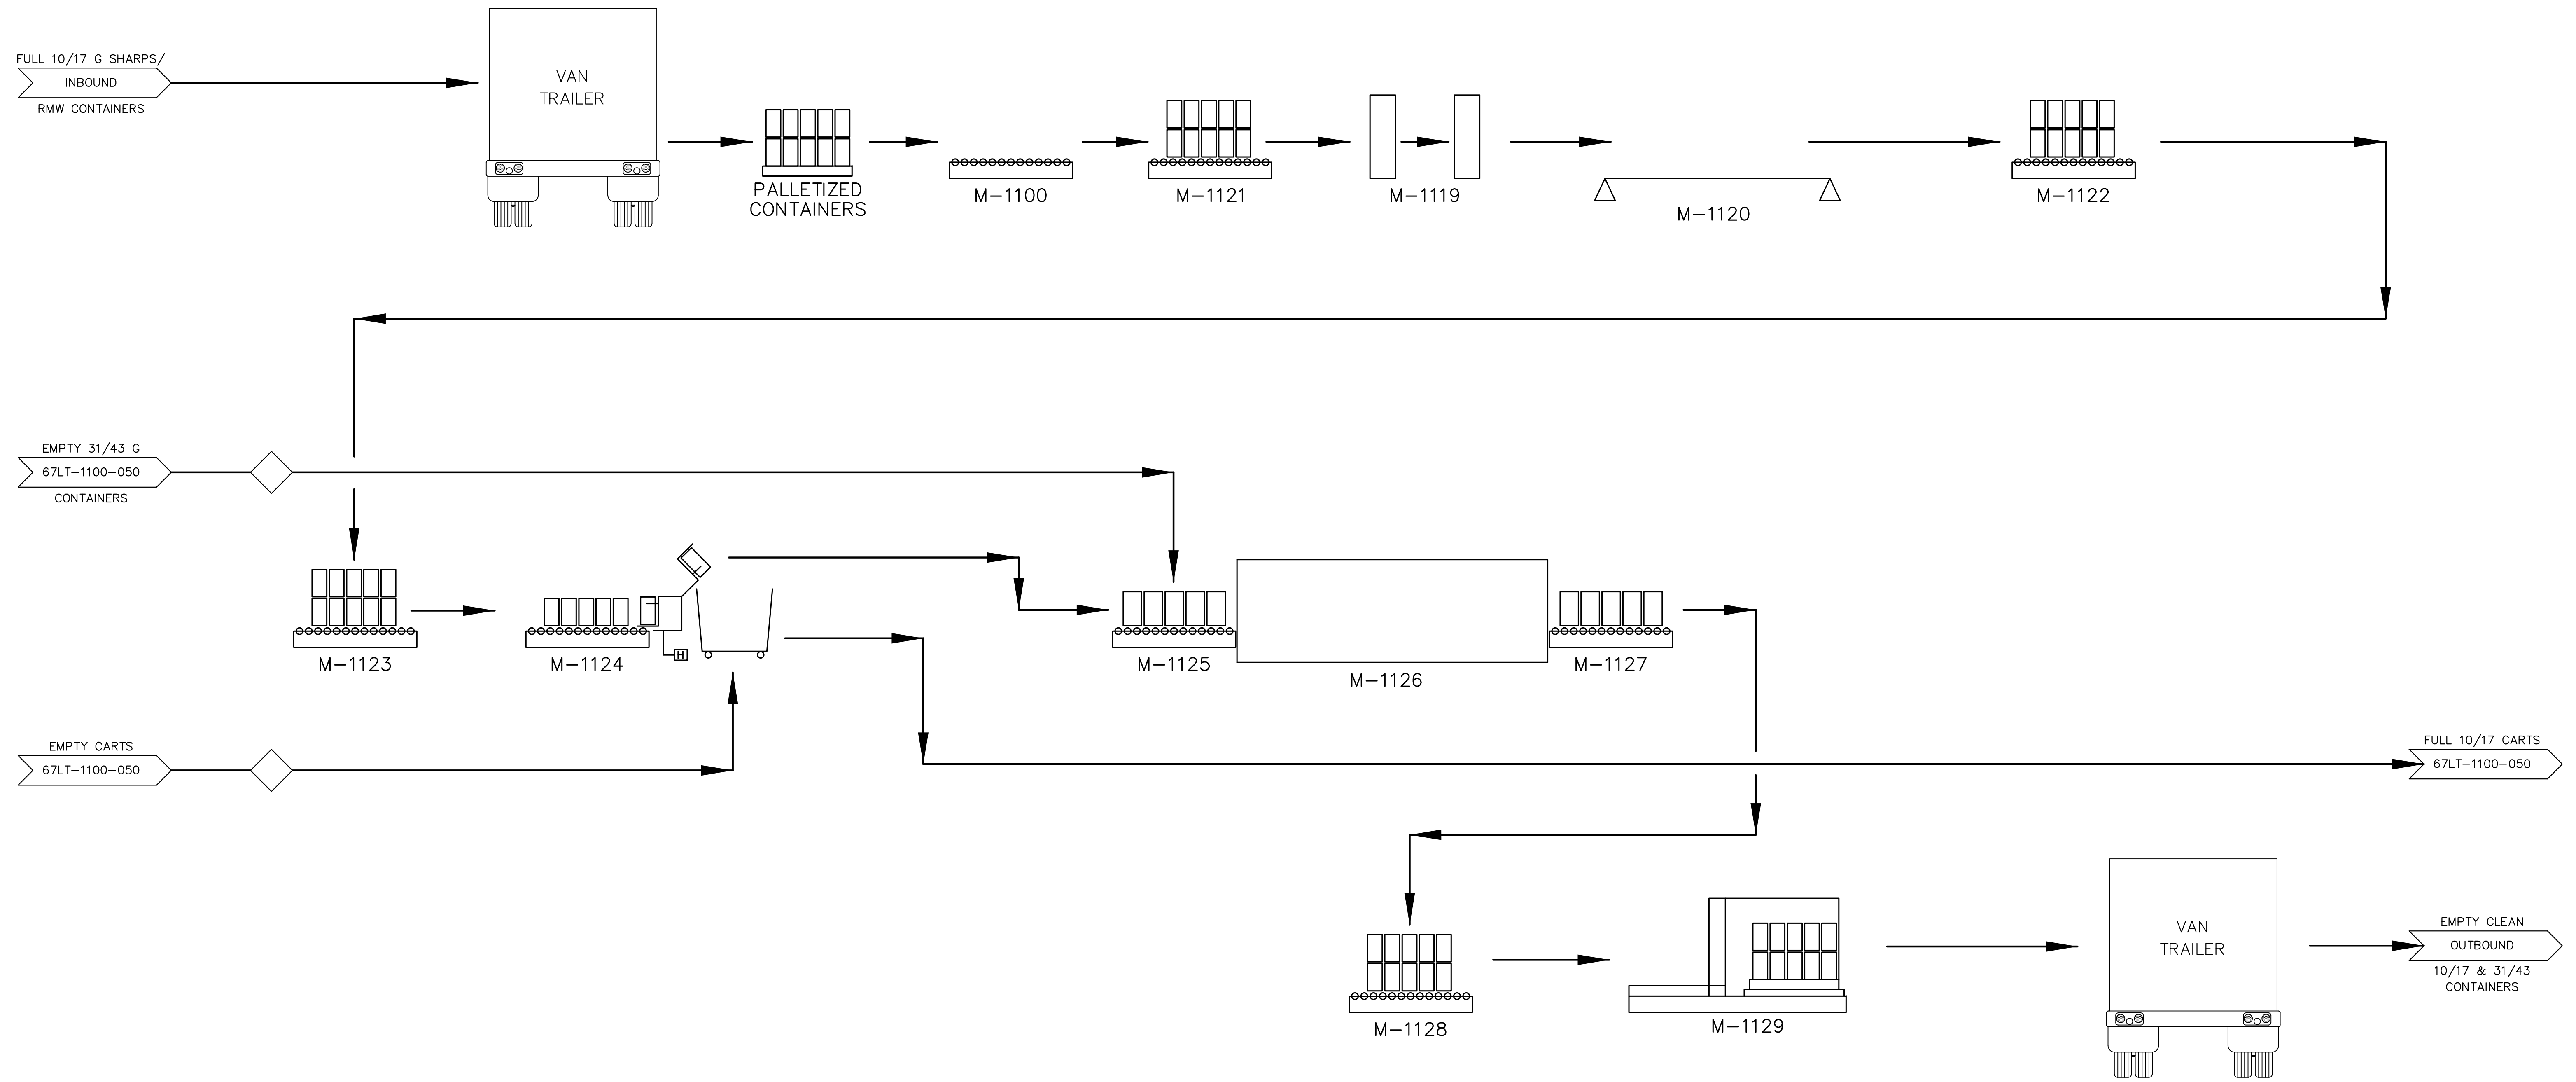 FULL 10/17 G SHARPS/
INBOUND
RMW CONTAINERS
VAN
TRAILER
PALLETIZED
CONTAINERS
M-1100
M-1121
M-1119
M-1120
M-1122
EMPTY 31/43 G
67LT-1100-050
CONTAINERS
M-1123
M-1124
H
M-1125
M-1126
M-1127
EMPTY CARTS
67LT-1100-050
FULL 10/17 CARTS
67LT-1100-050
M-1128
M-1129
VAN
TRAILER
EMPTY CLEAN
OUTBOUND
10/17 & 31/43
CONTAINERS